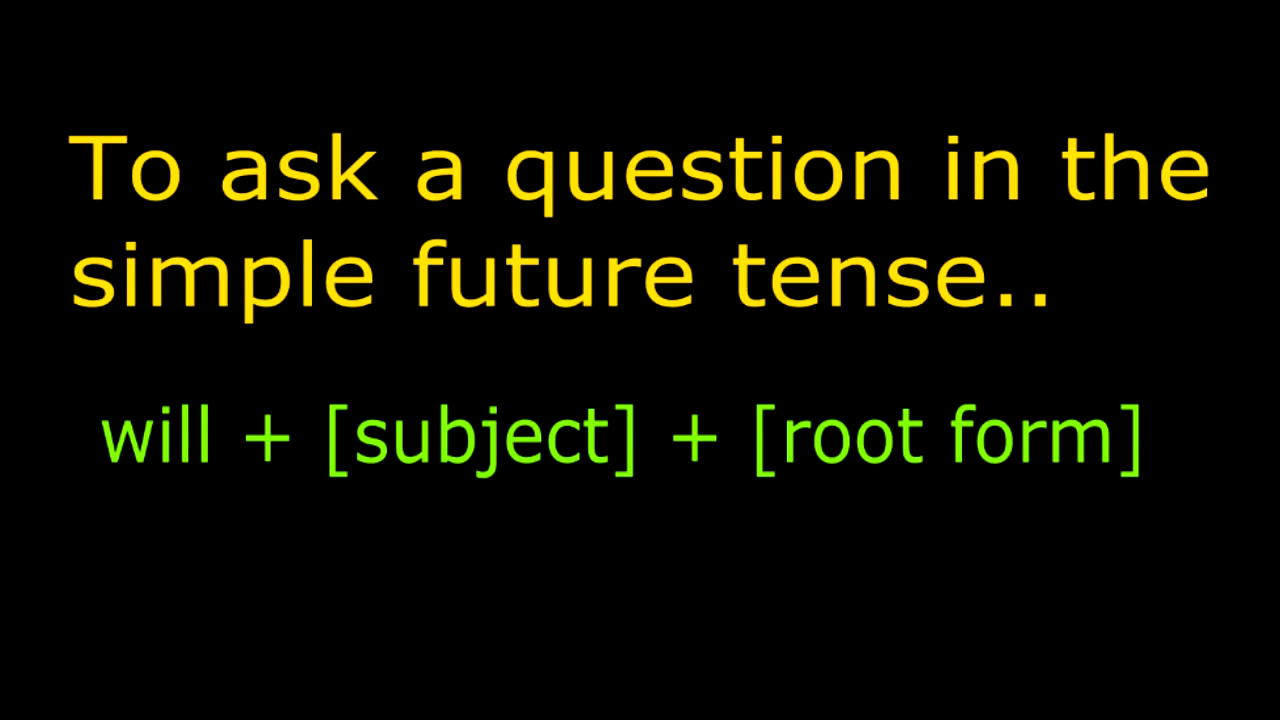 To ask a question in the
simple future tense..
will + [subject] + [root form]